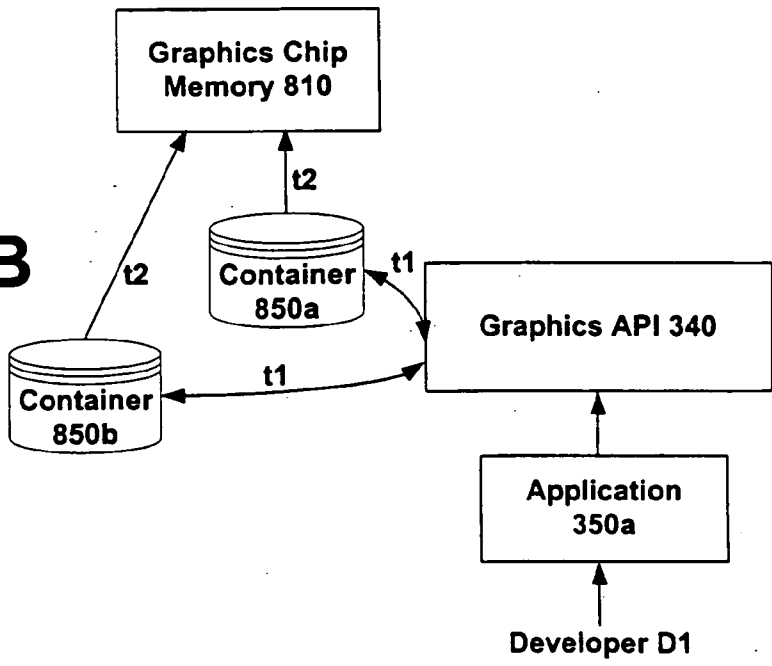 Graphics Chip
Memory 810
t2
t2
B
Container
850a
t1
Graphics API 340
t1
Container
850b
Application
350a
Developer D1